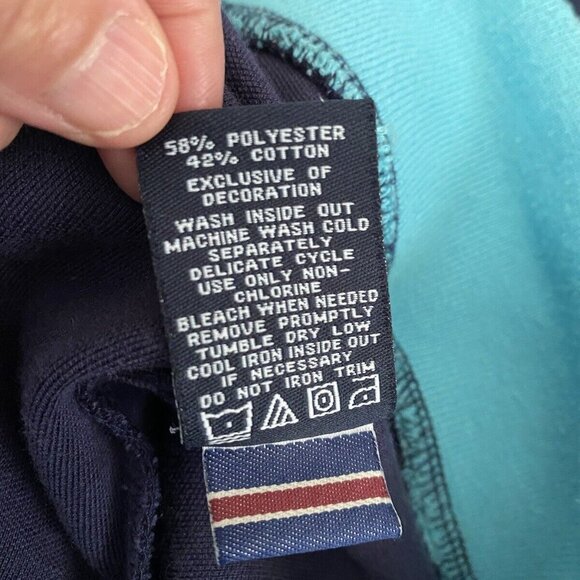 58% POLYESTER
42% COTTON
EXCLUSIVE OF
DECORATION
WASH INSIDE OUT
MACHINE WASH COLD
SEPARATELY
DELICATE CYCLE
USE ONLY NON-
CHLORINE
BLEACH WHEN NEEDED
REMOVE PROMPTLY
TUMBLE DRY LOW
COOL IRON INSIDE OUT
IF NECESSARY
DO NOT IRON TRIM